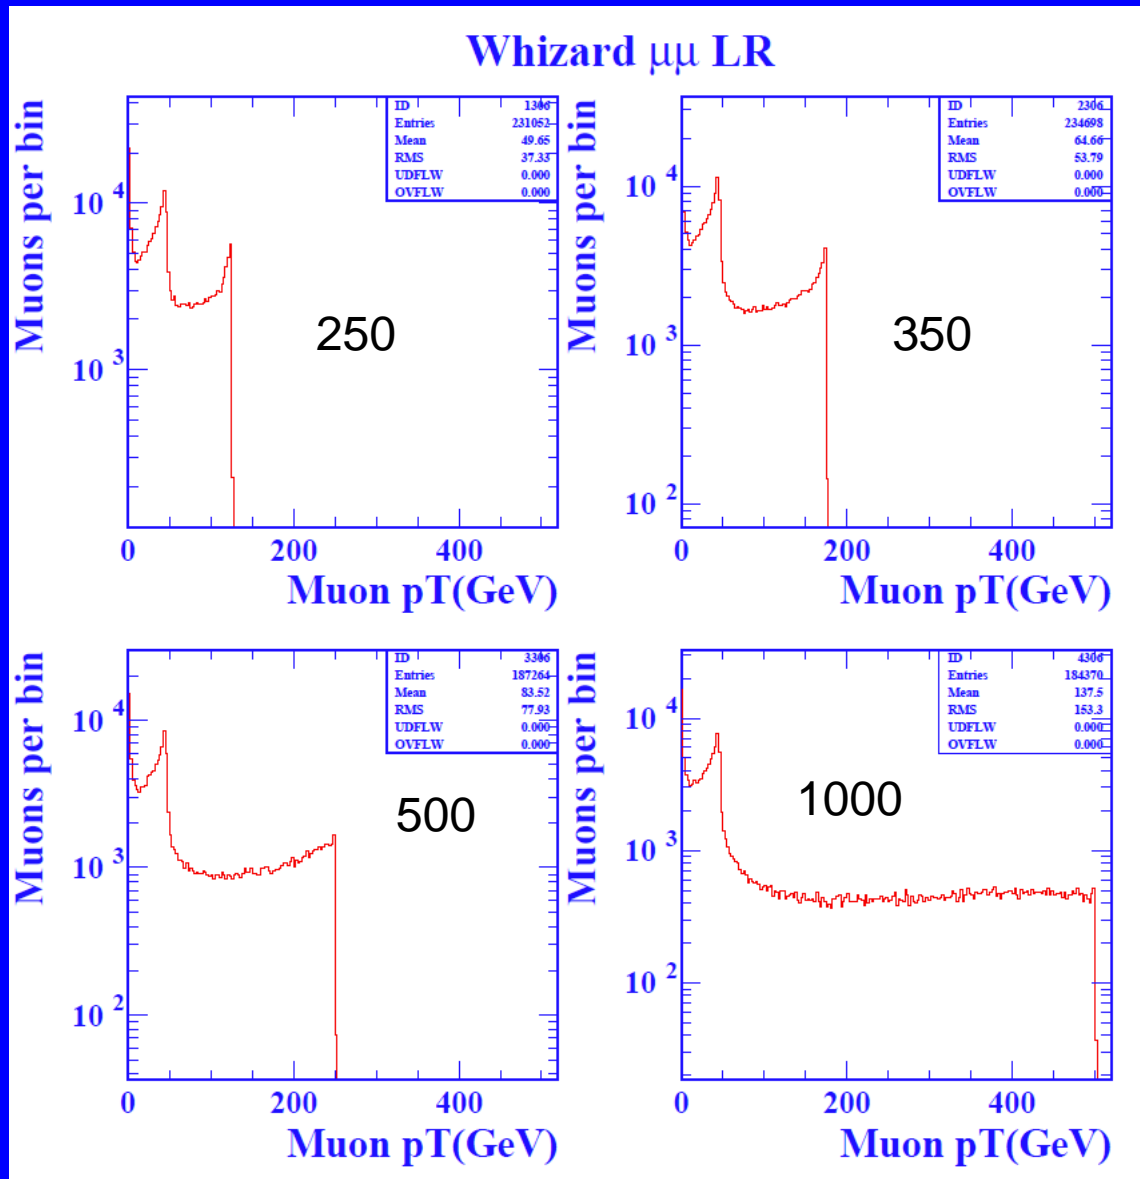 Whizard μμ LR
Muons per bin
ID 1306
Entries 231052
Mean 49.65
RMS 37.33
UDFLW 0.000
OVFLW 0.000
10 4
10 3
250
0 200 400
Muon pT(GeV)
Muons per bin
ID 2306
Entries 234698
Mean 64.66
RMS 53.79
UDFLW 0.000
OVFLW 0.000
10 4
10 3
10 2
350
0 200 400
Muon pT(GeV)
Muons per bin
ID 3306
Entries 187264
Mean 83.52
RMS 77.93
UDFLW 0.000
OVFLW 0.000
10 4
10 3
10 2
500
0 200 400
Muon pT(GeV)
Muons per bin
ID 4306
Entries 184370
Mean 137.5
RMS 153.3
UDFLW 0.000
OVFLW 0.000
10 4
10 3
10 2
1000
0 200 400
Muon pT(GeV)